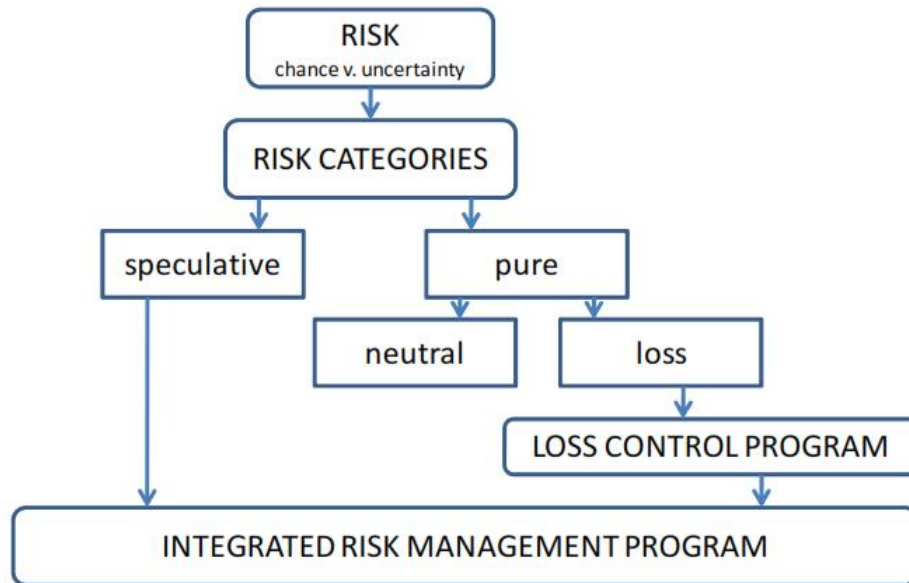 RISK
chance v. uncertainty
RISK CATEGORIES
speculative
pure
neutral
loss
LOSS CONTROL PROGRAM
INTEGRATED RISK MANAGEMENT PROGRAM